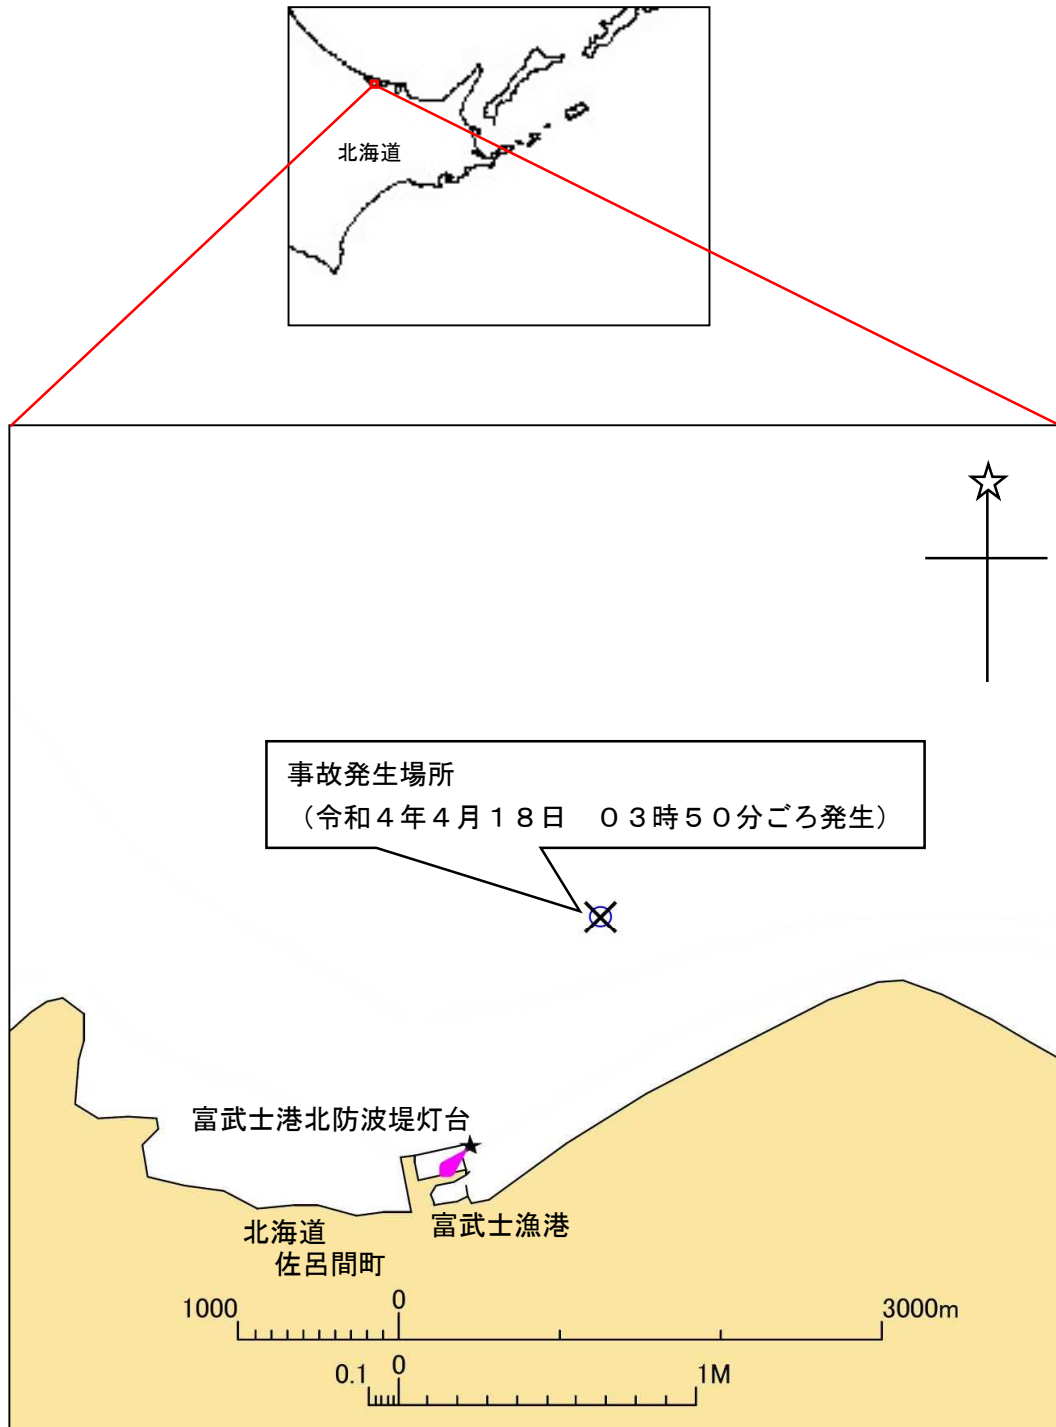 北海道
事故発生場所
（令和４年４月１８日　０３時５０分ごろ発生）
富武士港北防波堤灯台
富武士漁港
北海道
佐呂間町
1000 0 3000m
0.1 0 1M